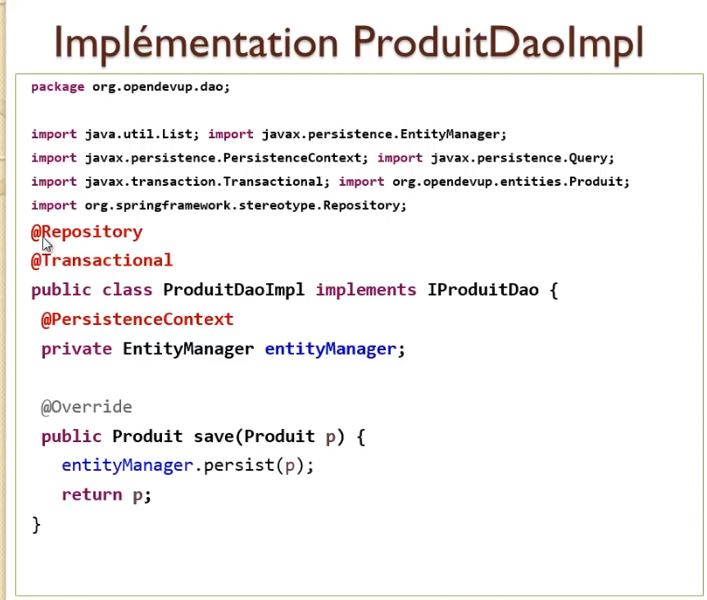 Implémentation ProduitDaoImpl
package org.opendevup.dao;
import java.util.List; import javax.persistence.EntityManager;
import javax.persistence.PersistenceContext; import javax.persistence.Query;
import javax.transaction.Transactional; import org.opendevup.entities.Produit;
import org.springframework.stereotype.Repository;
@Repository
@Transactional
public class ProduitDaoImpl implements IProduitDao {
@PersistenceContext
private EntityManager entityManager;
@Override
public Produit save(Produit p) {
entityManager.persist(p);
return p;
}